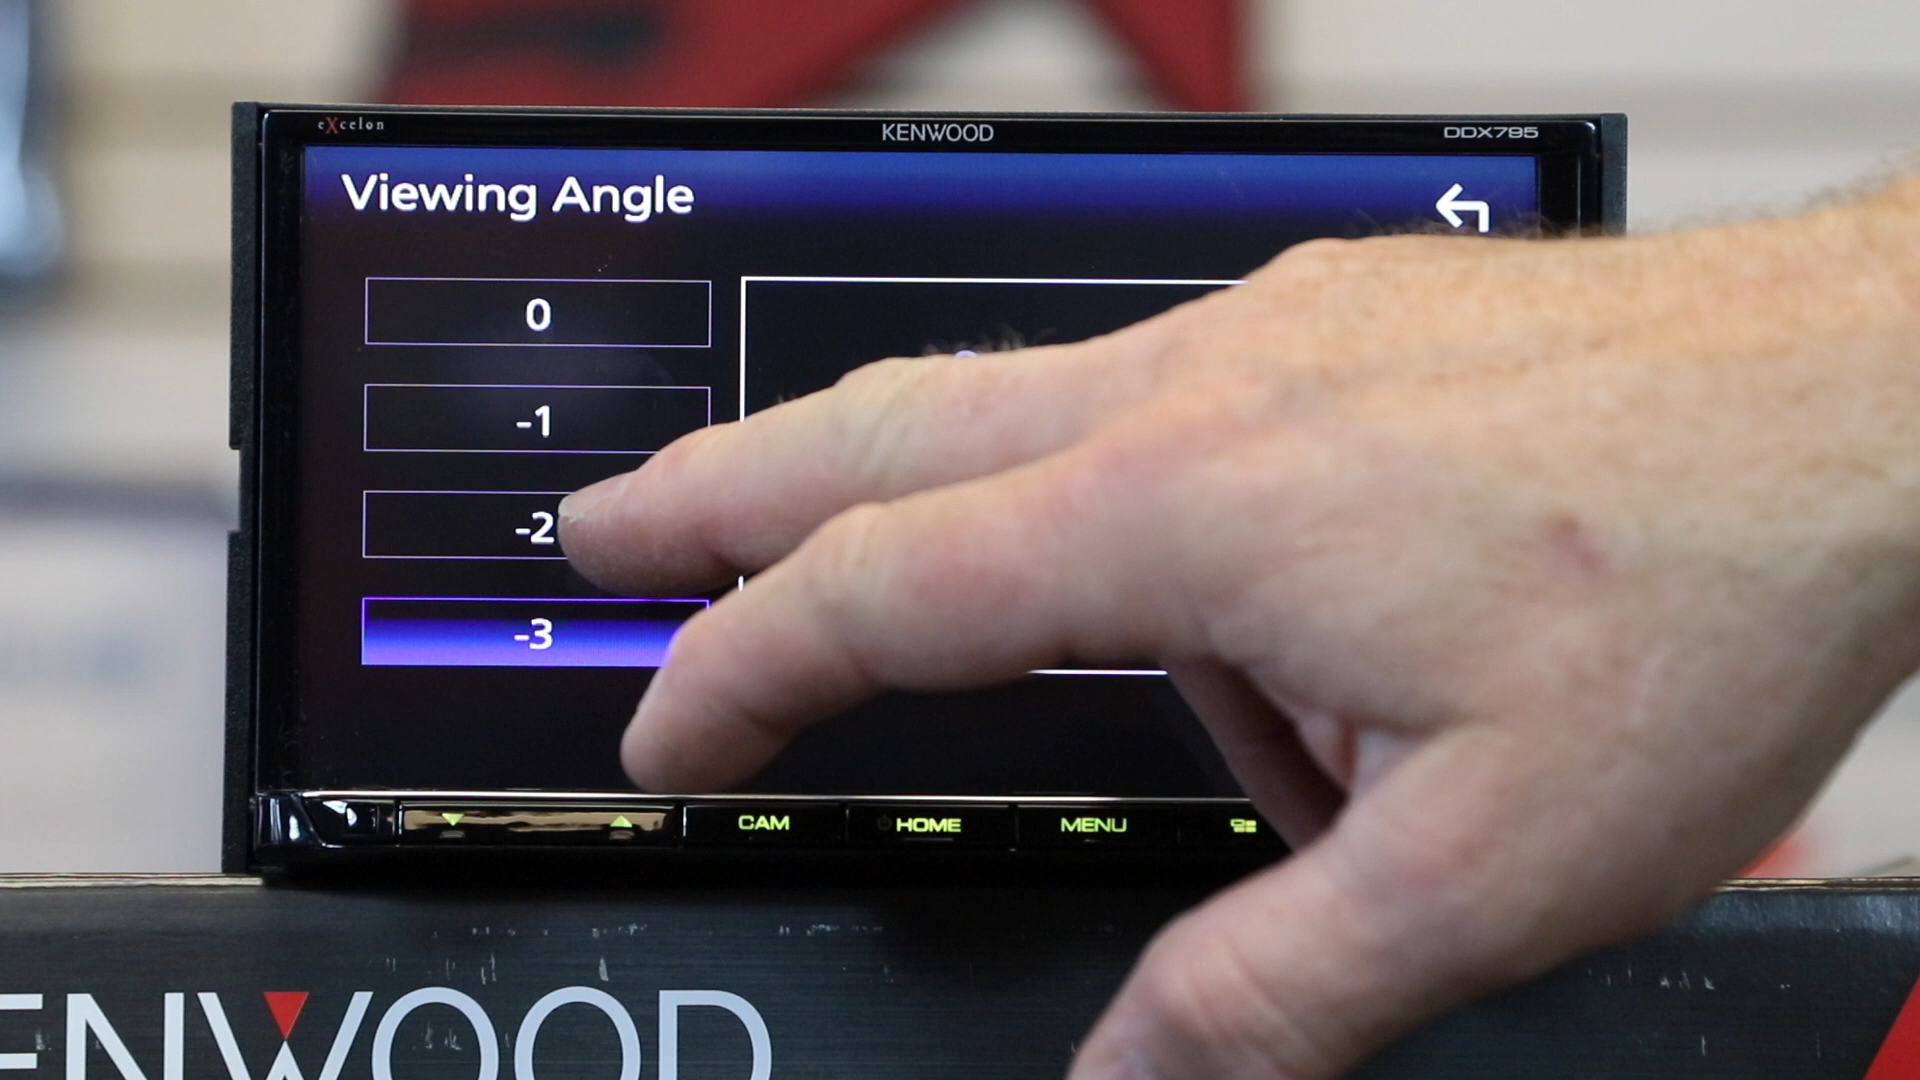 eXcelon
KENWOOD
DDX795
Viewing Angle
0
-1
-2
-3
CAM
HOME
MENU
ENWOOD